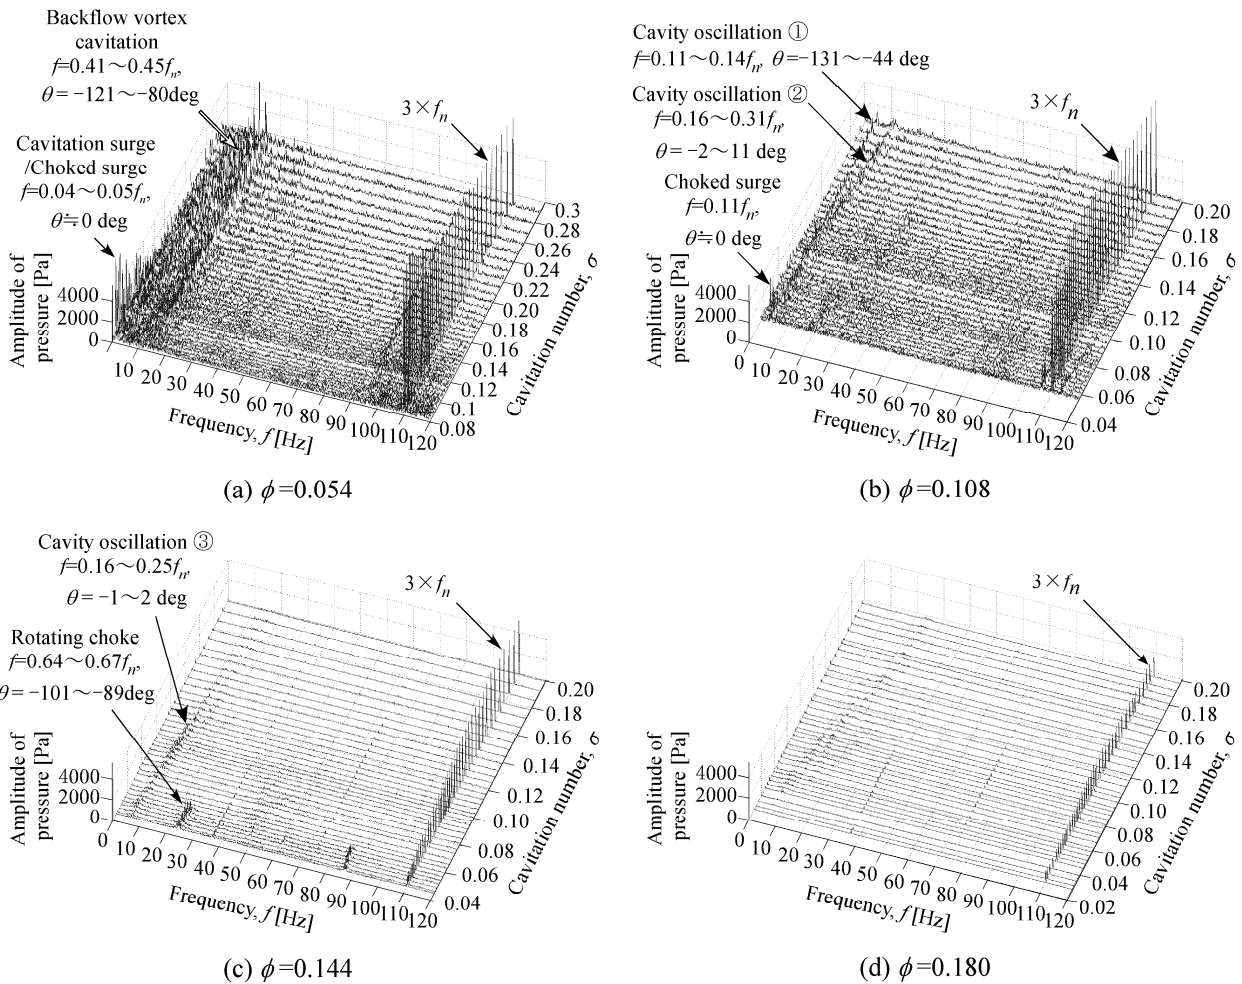 Backflow vortex
cavitation
f=0.41～0.45fn,
θ = −121～−80deg
Cavitation surge
/Choked surge
f=0.04～0.05fn,
θ≒0 deg
3×fn
Amplitude of
pressure [Pa]
4000
2000
0
10
20
30
40
50
60
70
80
90
100
110
120
Frequency, f [Hz]
0.3
0.28
0.26
0.24
0.22
0.20
0.18
0.16
0.14
0.12
0.1
0.08
Cavitation number, σ
(a) ϕ=0.054
Cavity oscillation ①
f=0.11～0.14fn, θ=−131～−44 deg
Cavity oscillation ②
f=0.16～0.31fn,
θ = −2～11 deg
Choked surge
f=0.11fn,
θ≒0 deg
3×fn
Amplitude of
pressure [Pa]
4000
2000
0
0
10
20
30
40
50
60
70
80
90
100
110
120
Frequency, f [Hz]
0.20
0.18
0.16
0.14
0.12
0.10
0.08
0.06
0.04
Cavitation number, σ
(b) ϕ=0.108
Cavity oscillation ③
f=0.16～0.25fn,
θ = −1～2 deg
Rotating choke
f=0.64～0.67fn,
θ = −101～−89deg
3×fn
Amplitude of
pressure [Pa]
4000
2000
0
0
10
20
30
40
50
60
70
80
90
100
110
120
Frequency, f [Hz]
0.20
0.18
0.16
0.14
0.12
0.10
0.08
0.06
0.04
Cavitation number, σ
(c) ϕ=0.144
3×fn
Amplitude of
pressure [Pa]
4000
2000
0
0
10
20
30
40
50
60
70
80
90
100
110
120
Frequency, f [Hz]
0.20
0.18
0.16
0.14
0.12
0.10
0.08
0.06
0.04
0.02
Cavitation number, σ
(d) ϕ=0.180